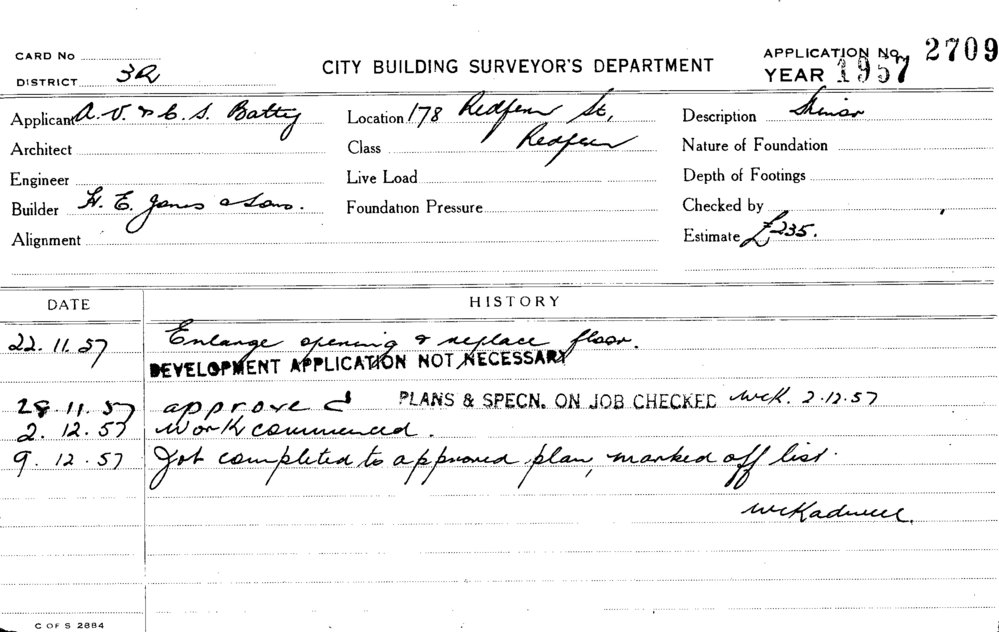 CARD No
DISTRICT 3R
CITY BUILDING SURVEYOR'S DEPARTMENT
APPLICATION No. 2709
YEAR 1957
Applicant A. V. & C. S. Batty
Architect
Engineer
Builder H. E. Jones & Sons.
Alignment
Location 178 Redfern St,
Class Redfern
Live Load
Foundation Pressure
Description Minor
Nature of Foundation
Depth of Footings
Checked by
Estimate £235.
DATE HISTORY
22.11.57 Enlarge opening & replace floor.
DEVELOPMENT APPLICATION NOT NECESSARY
28.11.57 approved PLANS & SPECN. ON JOB CHECKED WCK. 2.12.57
2.12.57 Work commenced.
9.12.57 Job completed to approved plan, marked off list.
WCKadwell.
C OF S 2884